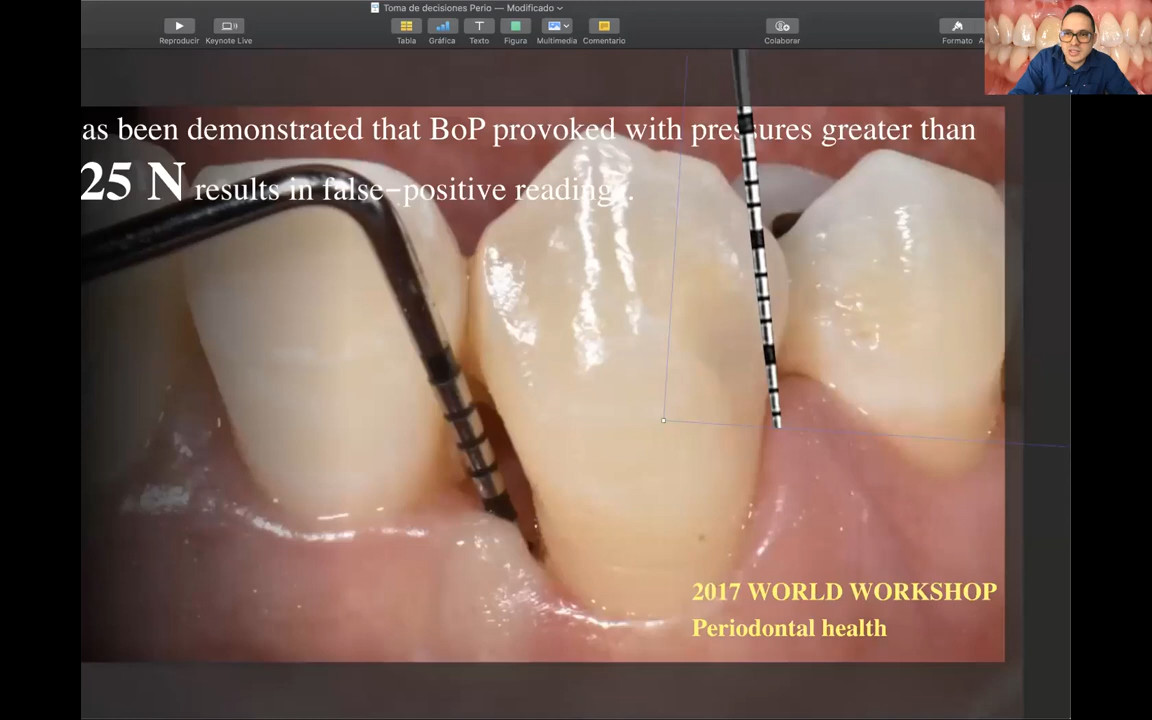 Toma de decisiones Perio — Modificado
Reproducir
Keynote Live
Tabla
Gráfica
Texto
Figura
Multimedia
Comentario
Colaborar
Formato
as been demonstrated that BoP provoked with pressures greater than
25 N results in false-positive readings.
2017 WORLD WORKSHOP
Periodontal health